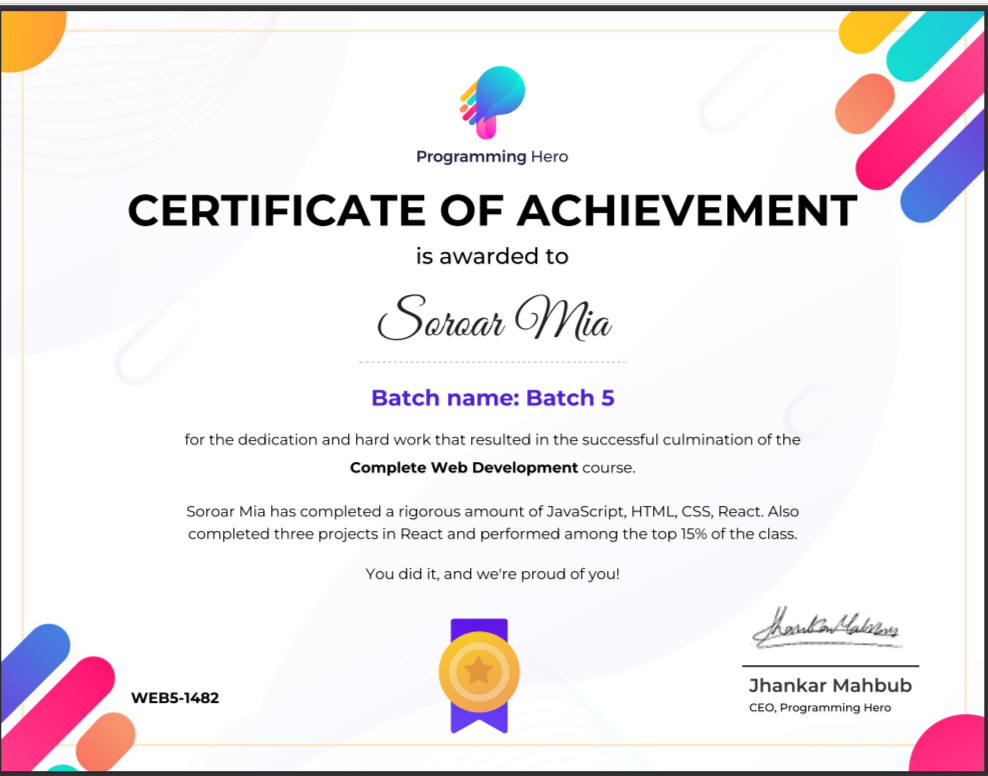 Programming Hero
CERTIFICATE OF ACHIEVEMENT
is awarded to
Soroar Mia
Batch name: Batch 5
for the dedication and hard work that resulted in the successful culmination of the
Complete Web Development course.
Soroar Mia has completed a rigorous amount of JavaScript, HTML, CSS, React. Also
completed three projects in React and performed among the top 15% of the class.
You did it, and we're proud of you!
WEB5-1482
Jhankar Mahbub
Jhankar Mahbub
CEO, Programming Hero